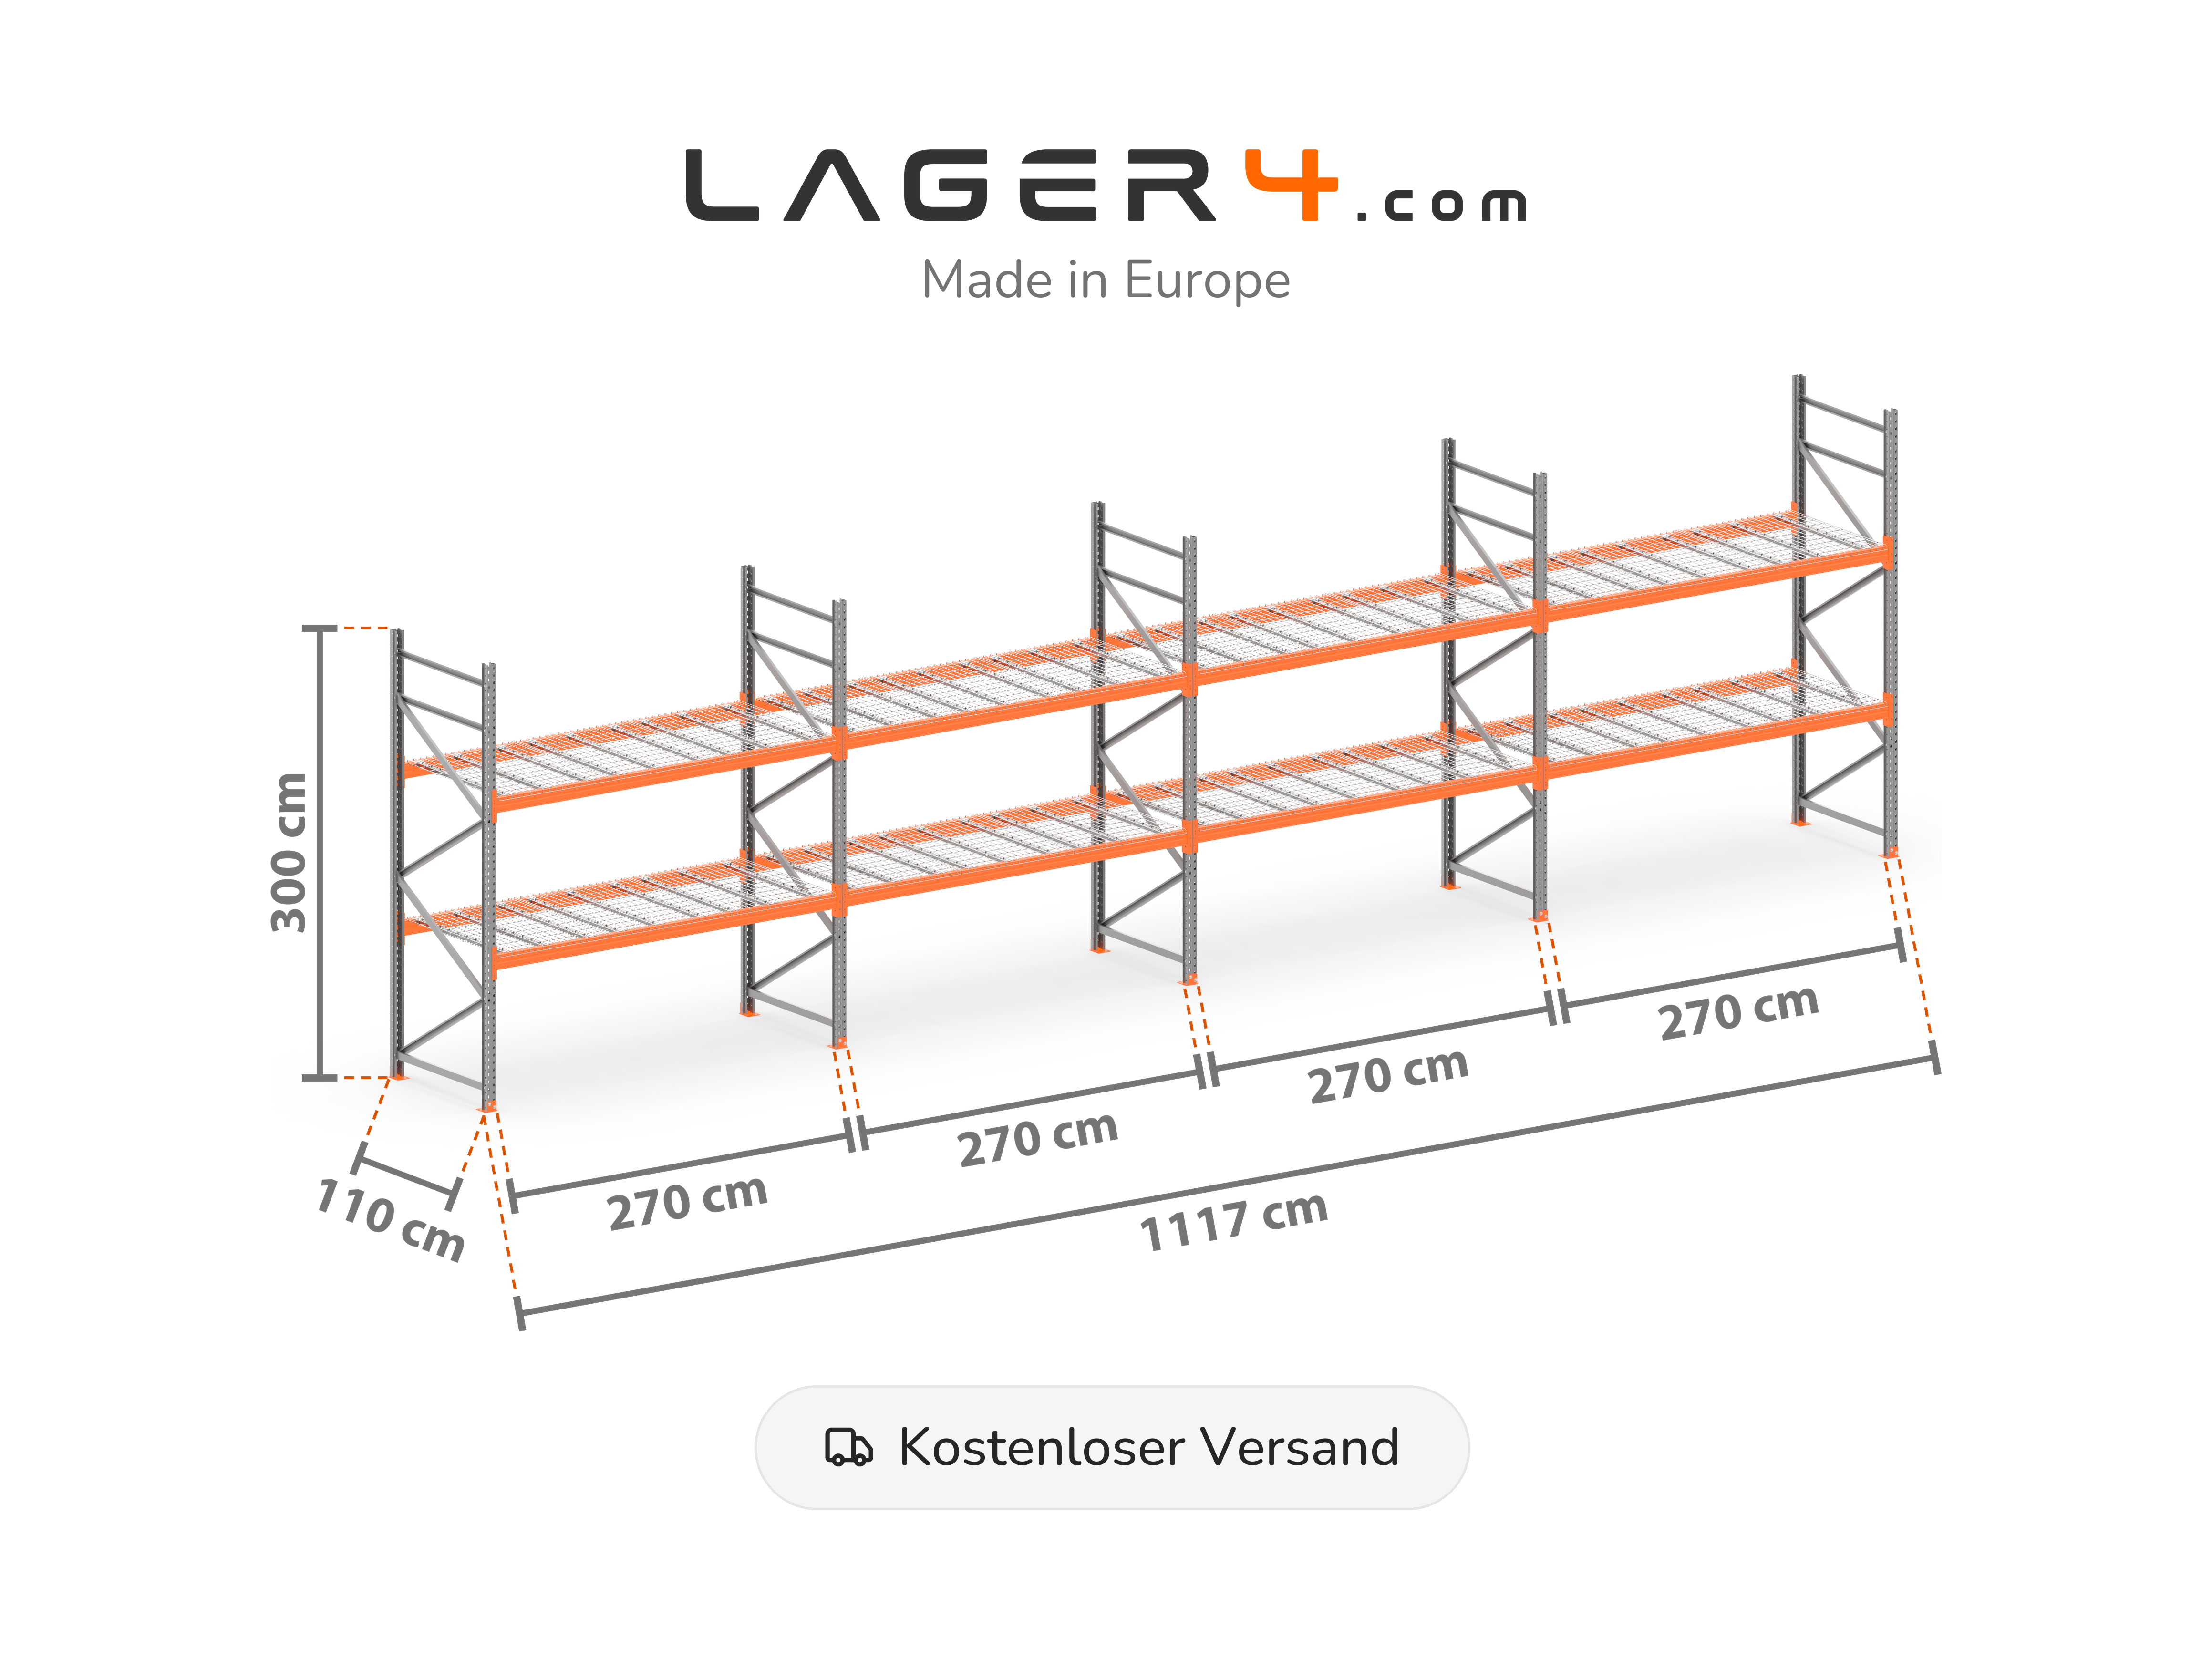 LAGER4.com
Made in Europe
300 cm
110 cm
270 cm
270 cm
270 cm
270 cm
1117 cm
Kostenloser Versand